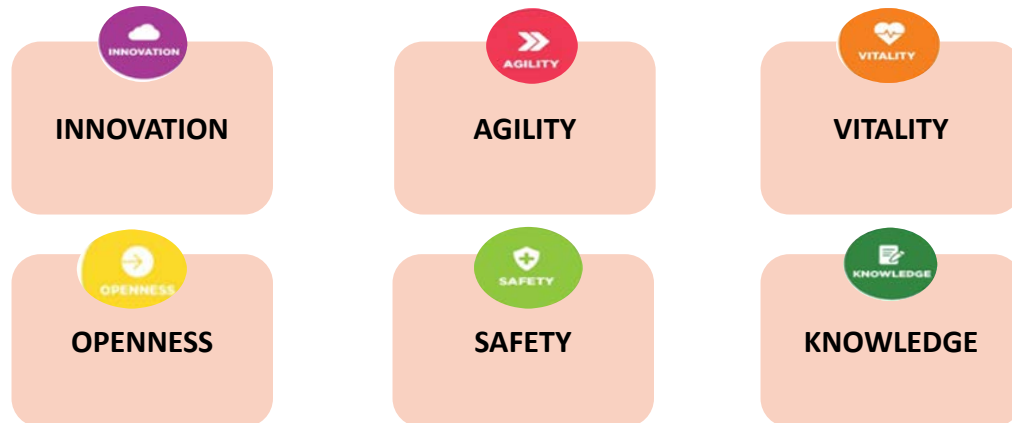 INNOVATION
AGILITY
VITALITY
INNOVATION
AGILITY
VITALITY
OPENNESS
SAFETY
KNOWLEDGE
OPENNESS
SAFETY
KNOWLEDGE